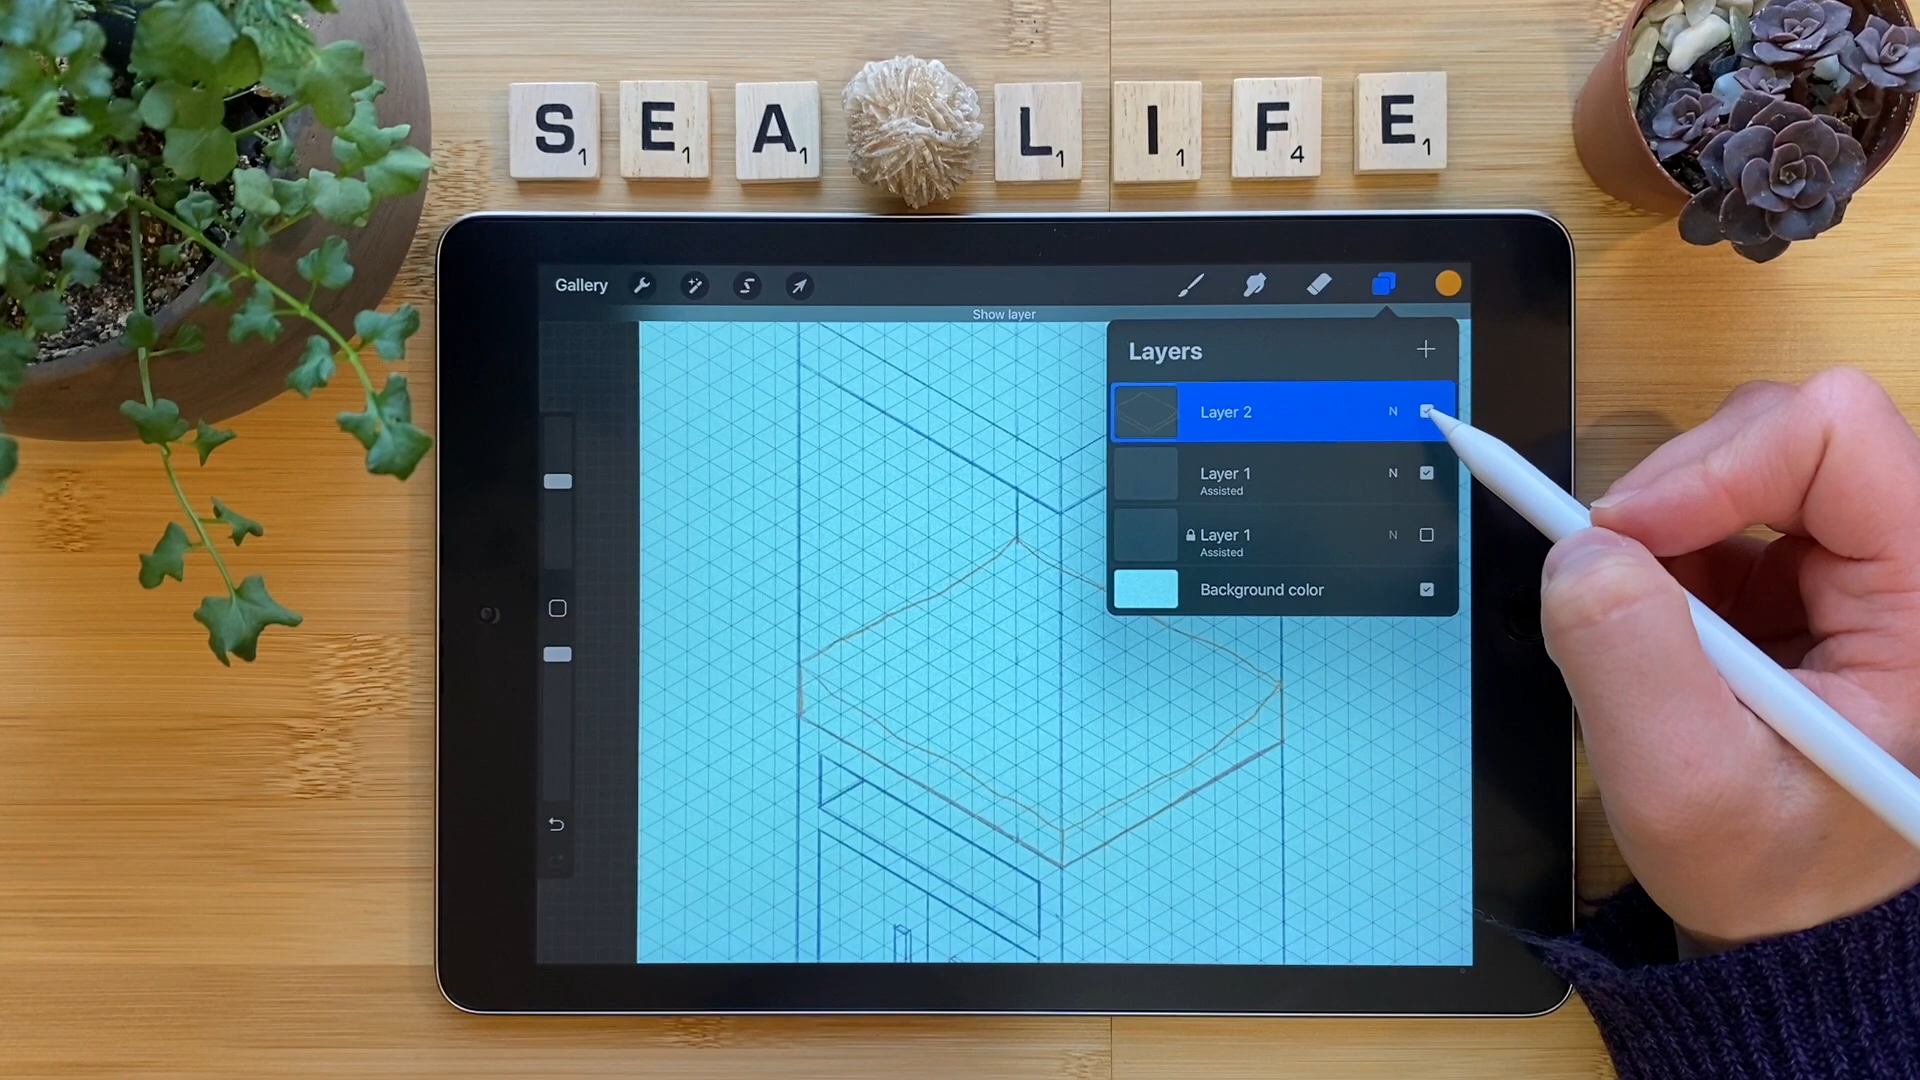 S1 E1 A1 L1 I1 F4 E1
Gallery
Show layer
Layers
Layer 2 N
Layer 1 N
Assisted
Layer 1 N
Assisted
Background color